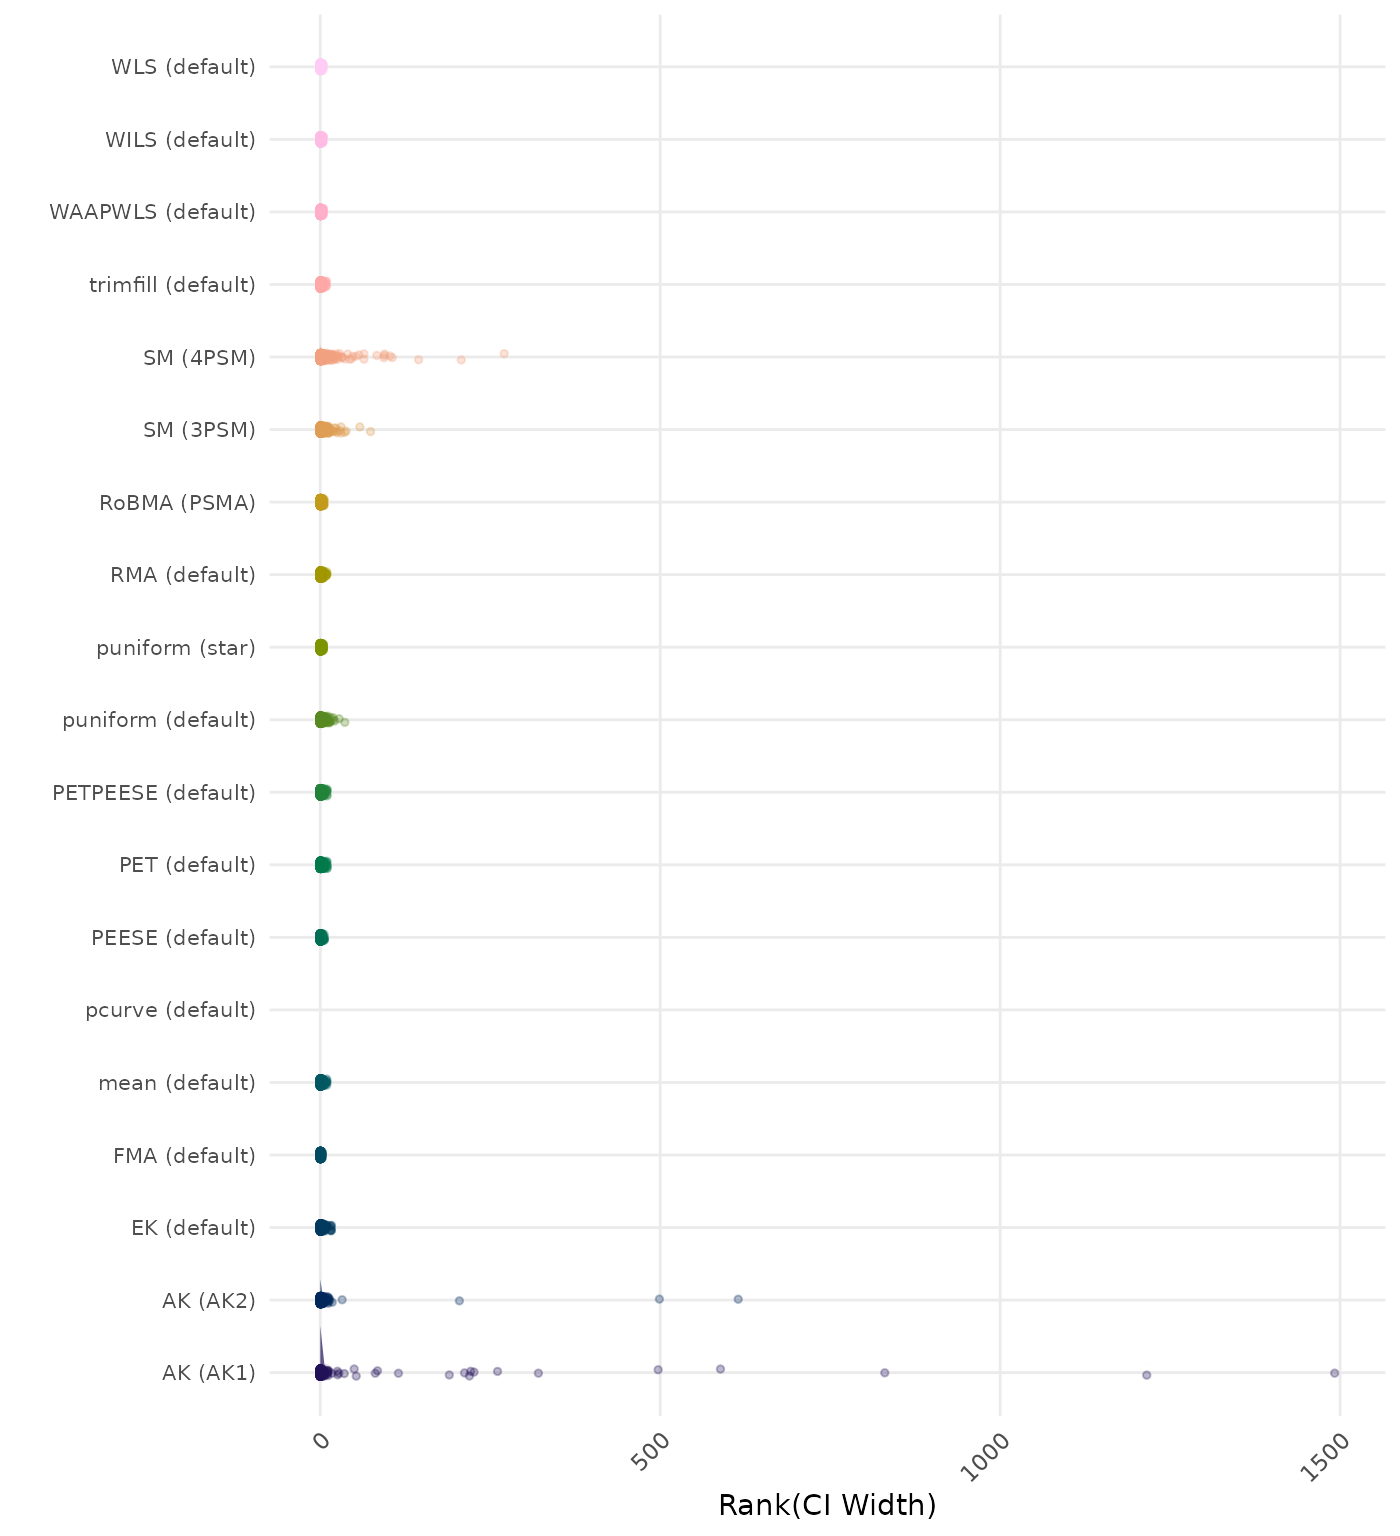 WLS (default)
WILS (default)
WAAPWLS (default)
trimfill (default)
SM (4PSM)
SM (3PSM)
RoBMA (PSMA)
RMA (default)
puniform (star)
puniform (default)
PETPEESE (default)
PET (default)
PEESE (default)
pcurve (default)
mean (default)
FMA (default)
EK (default)
AK (AK2)
AK (AK1)
0 500 1000 1500
Rank(CI Width)